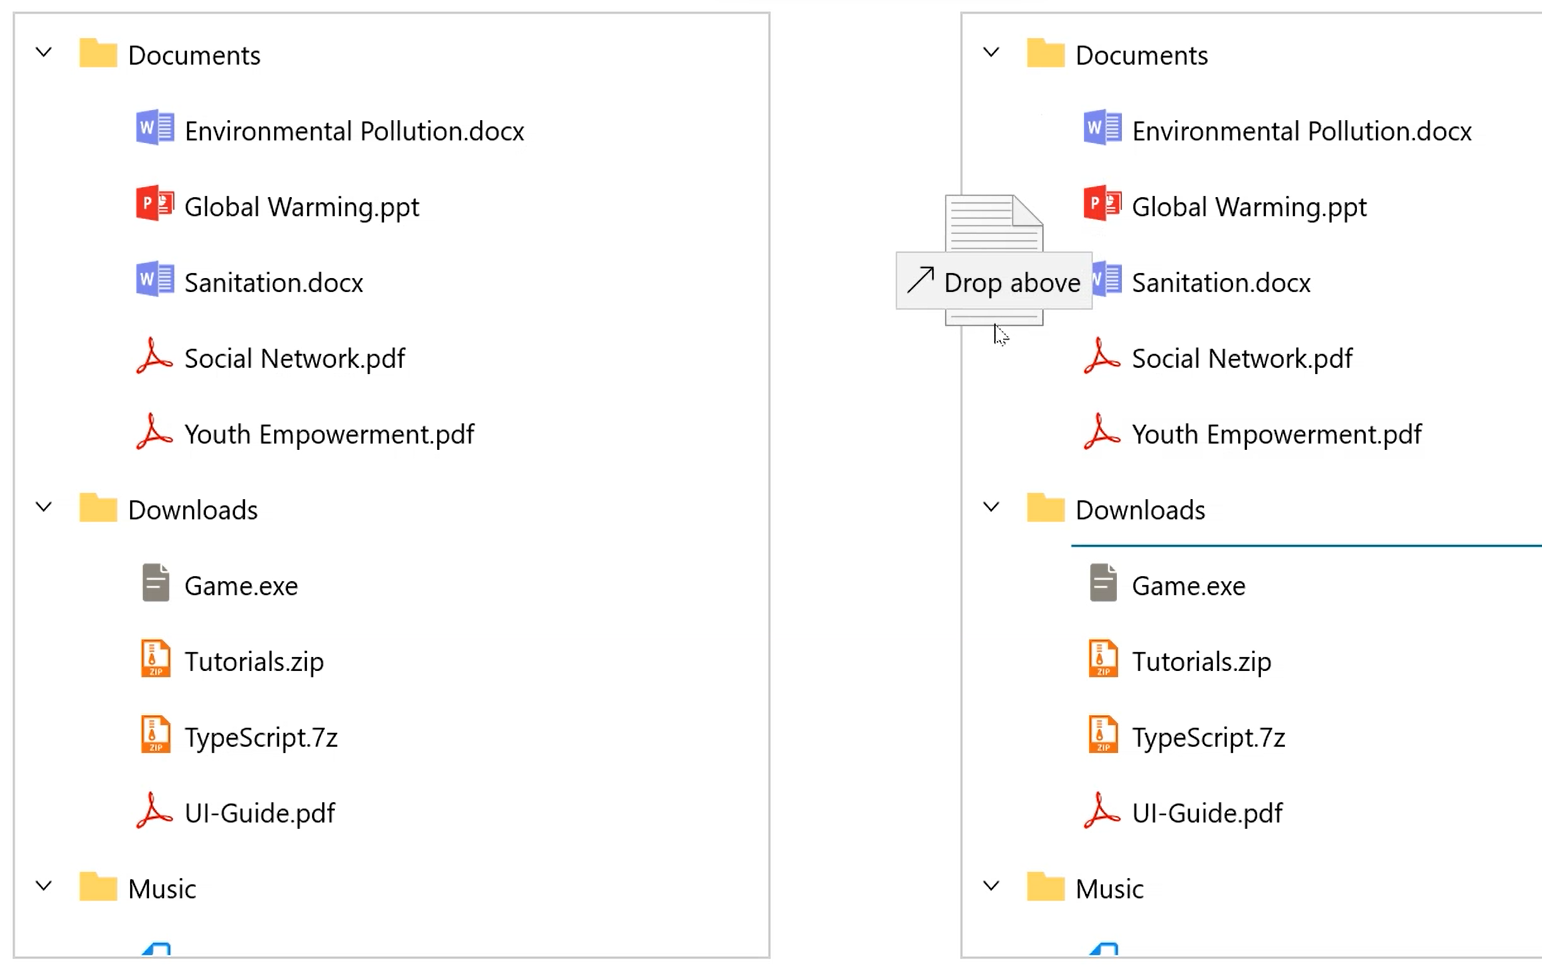 Documents
Environmental Pollution.docx
Global Warming.ppt
Sanitation.docx
Social Network.pdf
Youth Empowerment.pdf
Downloads
Game.exe
Tutorials.zip
TypeScript.7z
UI-Guide.pdf
Music
Documents
Environmental Pollution.docx
Global Warming.ppt
Drop above
Sanitation.docx
Social Network.pdf
Youth Empowerment.pdf
Downloads
Game.exe
Tutorials.zip
TypeScript.7z
UI-Guide.pdf
Music